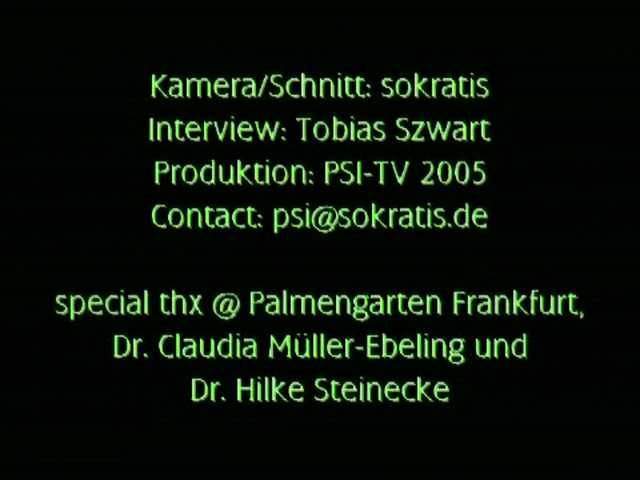 Kamera/Schnitt: sokratis
Interview: Tobias Szwart
Produktion: PSI-TV 2005
Contact: psi@sokratis.de
special thx @ Palmengarten Frankfurt,
Dr. Claudia Müller-Ebeling und
Dr. Hilke Steinecke